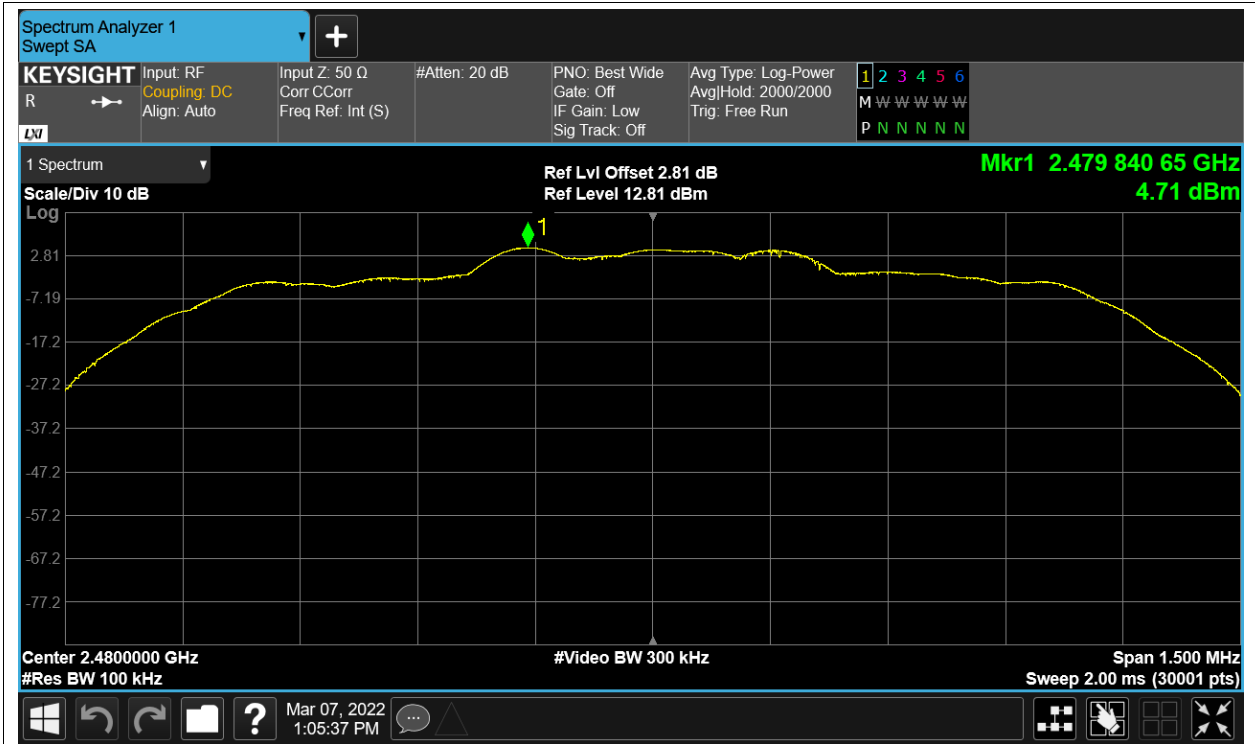 Spectrum Analyzer 1
Swept SA
▼
+
KEYSIGHT
R
LXI
Input: RF
Coupling: DC
Align: Auto
Input Z: 50 Ω
Corr CCorr
Freq Ref: Int (S)
#Atten: 20 dB
PNO: Best Wide
Gate: Off
IF Gain: Low
Sig Track: Off
Avg Type: Log-Power
Avg|Hold: 2000/2000
Trig: Free Run
1 2 3 4 5 6
M W W W W W
P N N N N N
1 Spectrum ▼
Scale/Div 10 dB
Ref Lvl Offset 2.81 dB
Ref Level 12.81 dBm
Mkr1 2.479 840 65 GHz
4.71 dBm
Log
1
2.81
-7.19
-17.2
-27.2
-37.2
-47.2
-57.2
-67.2
-77.2
Center 2.4800000 GHz
#Video BW 300 kHz
Span 1.500 MHz
#Res BW 100 kHz
Sweep 2.00 ms (30001 pts)
?
Mar 07, 2022
1:05:37 PM